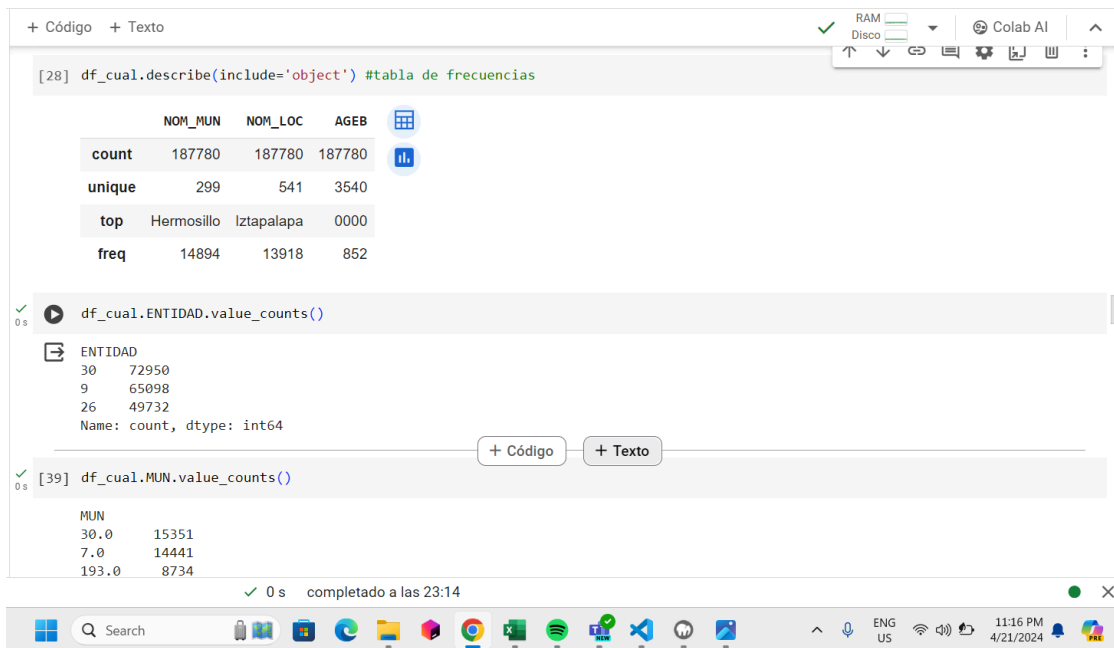 + Código + Texto
RAM
Disco
Colab AI
[28] df_cual.describe(include='object') #tabla de frecuencias
NOM_MUN NOM_LOC AGEB
count 187780 187780 187780
unique 299 541 3540
top Hermosillo Iztapalapa 0000
freq 14894 13918 852
0 s
df_cual.ENTIDAD.value_counts()
ENTIDAD
30 72950
9 65098
26 49732
Name: count, dtype: int64
+ Código + Texto
0 s
[39] df_cual.MUN.value_counts()
MUN
30.0 15351
7.0 14441
193.0 8734
0 s completado a las 23:14
Search
NEW
ENG
US
11:16 PM
4/21/2024
PRE